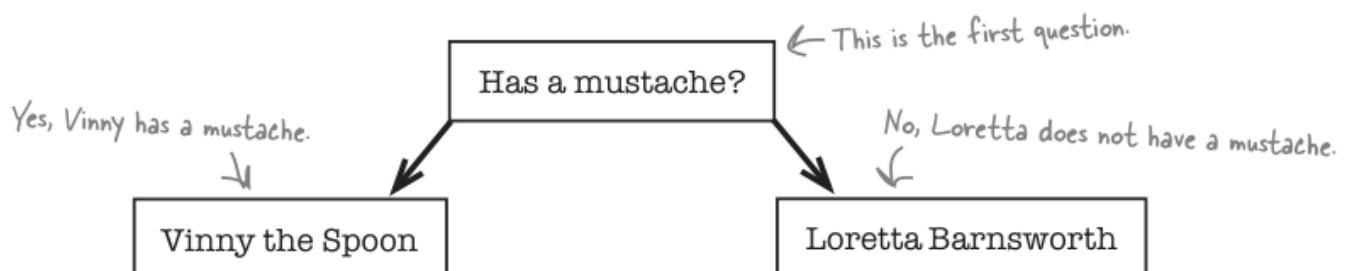 This is the first question.
Has a mustache?
Yes, Vinny has a mustache.
No, Loretta does not have a mustache.
Vinny the Spoon
Loretta Barnsworth